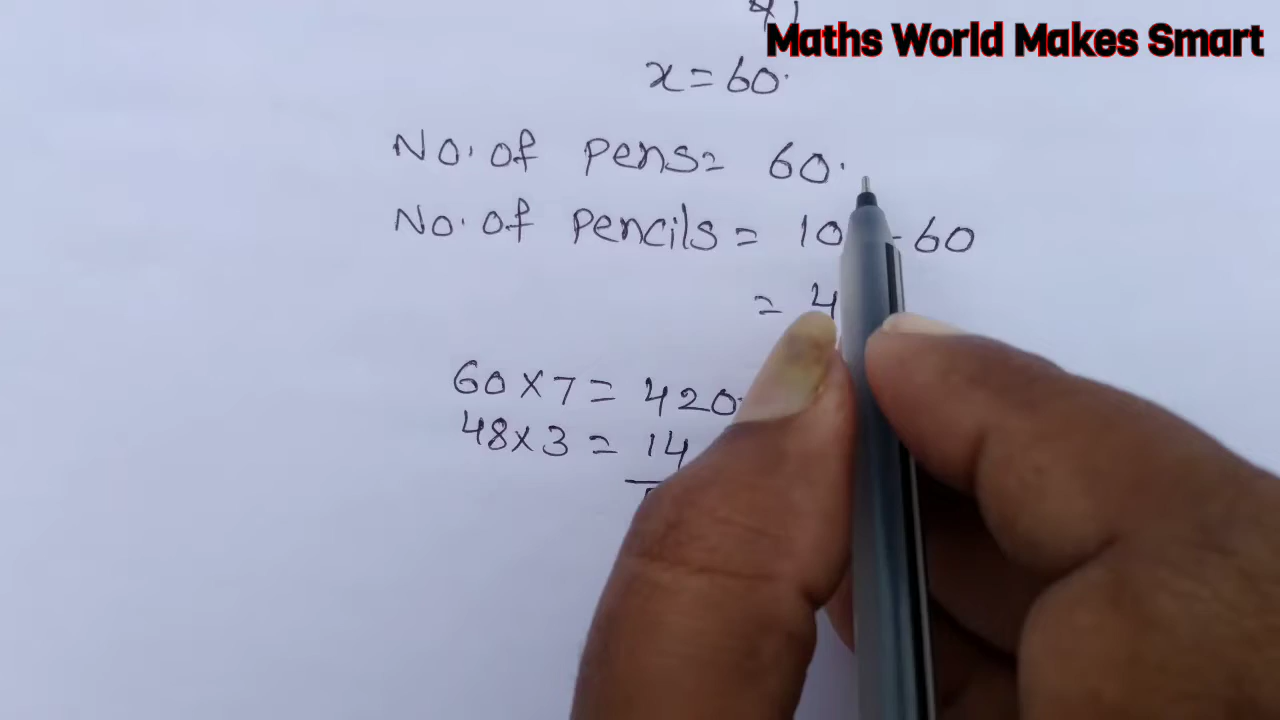 Maths World Makes Smart
x = 60.
No. of pens = 60.
No. of pencils = 10 - 60
= 4
60 × 7 = 420.
48 × 3 = 14